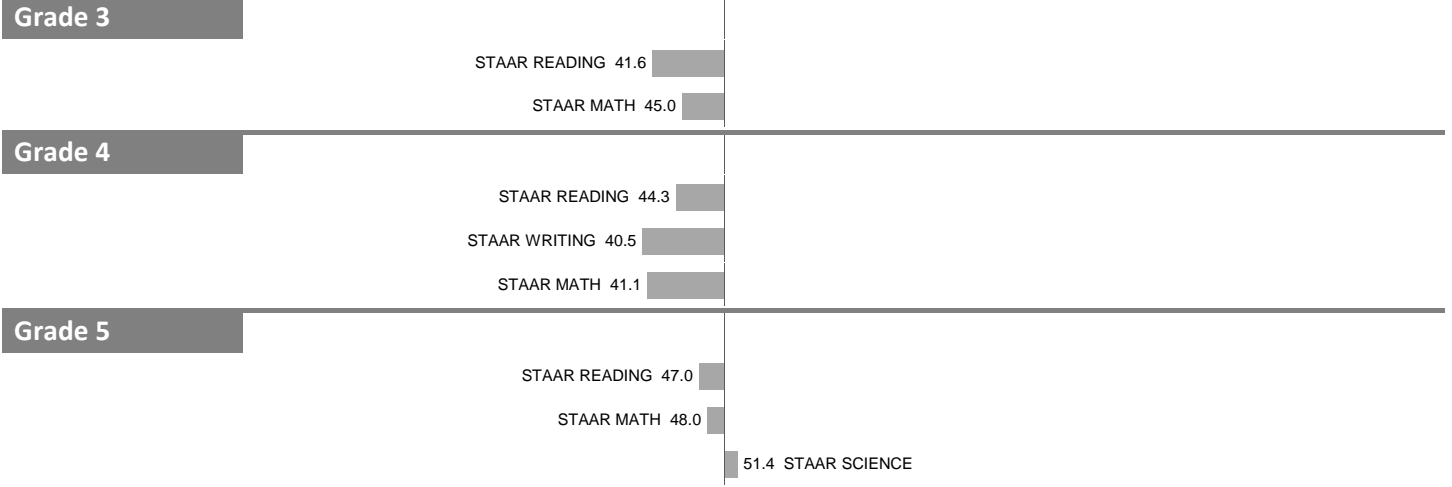 Grade 3
STAAR READING 41.6
STAAR MATH 45.0
Grade 4
STAAR READING 44.3
STAAR WRITING 40.5
STAAR MATH 41.1
Grade 5
STAAR READING 47.0
STAAR MATH 48.0
51.4 STAAR SCIENCE